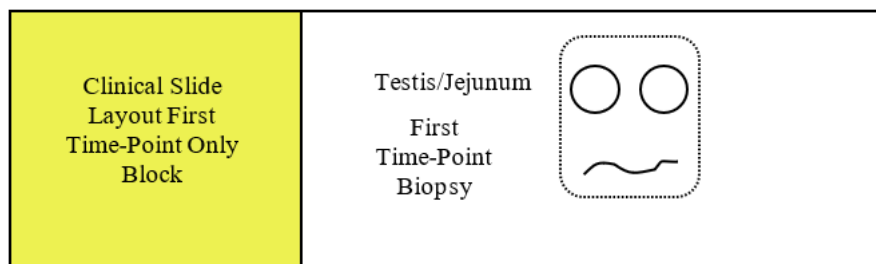 Clinical Slide
Layout First
Time-Point Only
Block
Testis/Jejunum
First
Time-Point
Biopsy